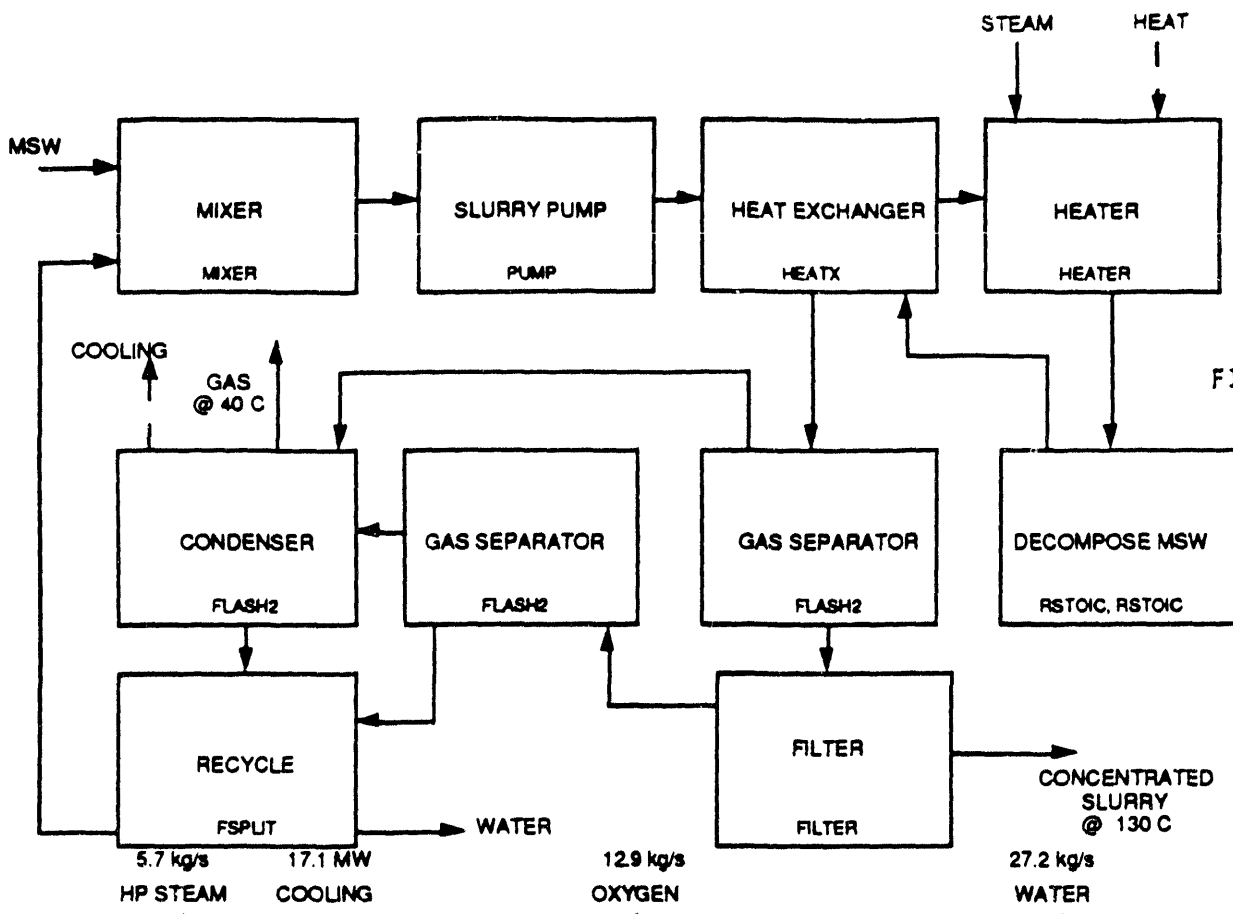 STEAM HEAT
MSW
MIXER
MIXER
SLURRY PUMP
PUMP
HEAT EXCHANGER
HEATX
HEATER
HEATER
COOLING
GAS
@ 40 C
CONDENSER
FLASH2
GAS SEPARATOR
FLASH2
GAS SEPARATOR
FLASH2
DECOMPOSE MSW
RSTOIC, RSTOIC
RECYCLE
FSPLIT
WATER
FILTER
FILTER
CONCENTRATED
SLURRY
@ 130 C
5.7 kg/s 17.1 MW 12.9 kg/s 27.2 kg/s
HP STEAM COOLING OXYGEN WATER